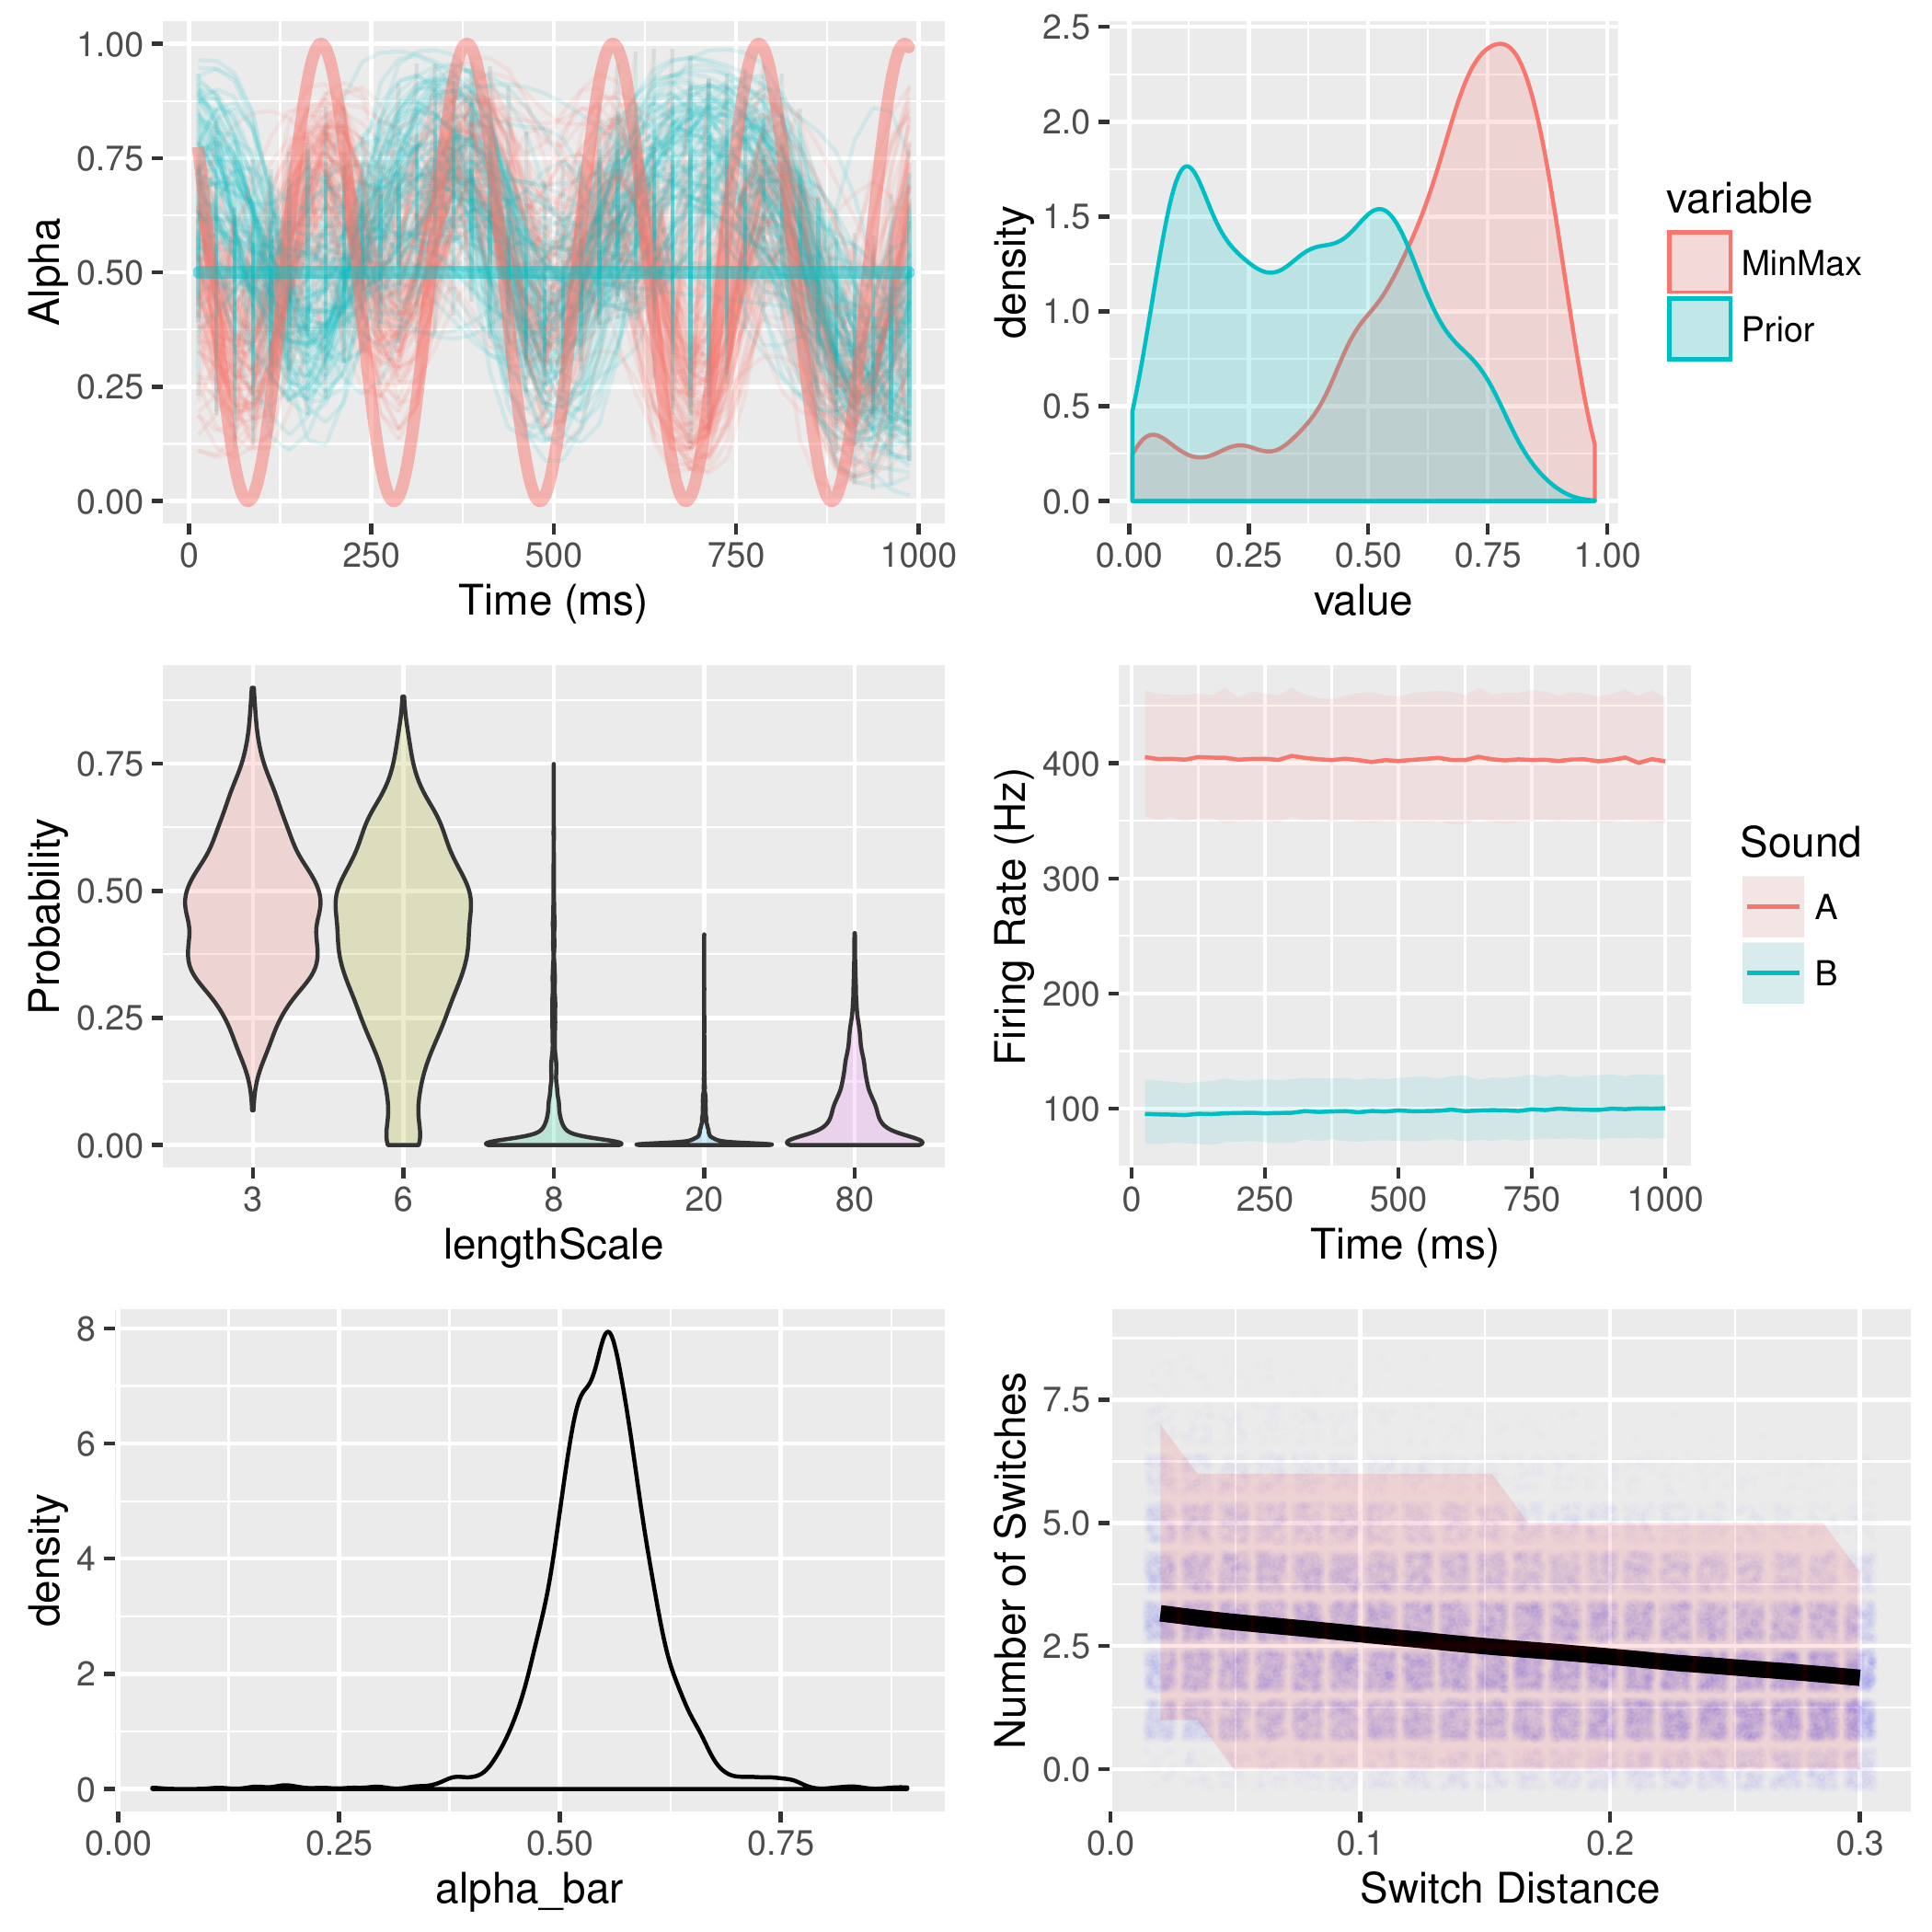 1.00
0.75
0.50
0.25
0.00
Alpha
0 250 500 750 1000
Time (ms)
2.5
2.0
1.5
1.0
0.5
0.0
density
0.00 0.25 0.50 0.75 1.00
value
variable
MinMax
Prior
0.75
0.50
0.25
0.00
Probability
3 6 8 20 80
lengthScale
400
300
200
100
Firing Rate (Hz)
0 250 500 750 1000
Time (ms)
Sound
A
B
8
6
4
2
0
density
0.00 0.25 0.50 0.75
alpha_bar
7.5
5.0
2.5
0.0
Number of Switches
0.0 0.1 0.2 0.3
Switch Distance